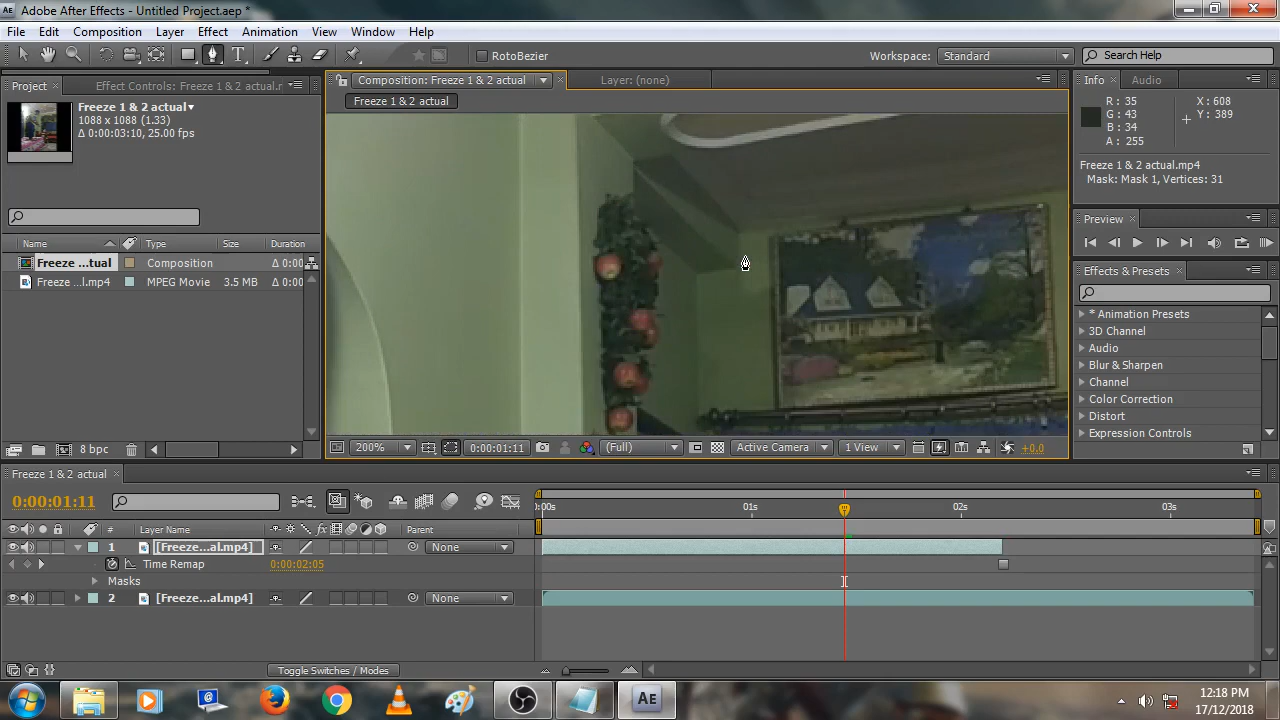 Adobe After Effects - Untitled Project.aep *
File Edit Composition Layer Effect Animation View Window Help
T RotoBezier Workspace: Standard Search Help
Project Effect Controls: Freeze 1 & 2 actual.r
Composition: Freeze 1 & 2 actual Layer: (none)
Info Audio
Freeze 1 & 2 actual
Freeze 1 & 2 actual▾
1088 x 1088 (1.33)
Δ 0:00:03:10, 25.00 fps
R : 35 X : 608
G : 43 Y : 389
B : 34
A : 255
Freeze 1 & 2 actual.mp4
Mask: Mask 1, Vertices: 31
Preview
Name Type Size Duration
Freeze ...tual Composition Δ 0:00
Freeze ...l.mp4 MPEG Movie 3.5 MB Δ 0:00
Effects & Presets
* Animation Presets
3D Channel
Audio
Blur & Sharpen
Channel
Color Correction
Distort
Expression Controls
8 bpc
200% 0:00:01:11 (Full) Active Camera 1 View +0.0
Freeze 1 & 2 actual
0:00:01:11
:00s 01s 02s 03s
# Layer Name fx Parent
1 [Freeze...al.mp4] None
Time Remap 0:00:02:05
Masks
2 [Freeze...al.mp4] None
Toggle Switches / Modes
Ae
12:18 PM
17/12/2018